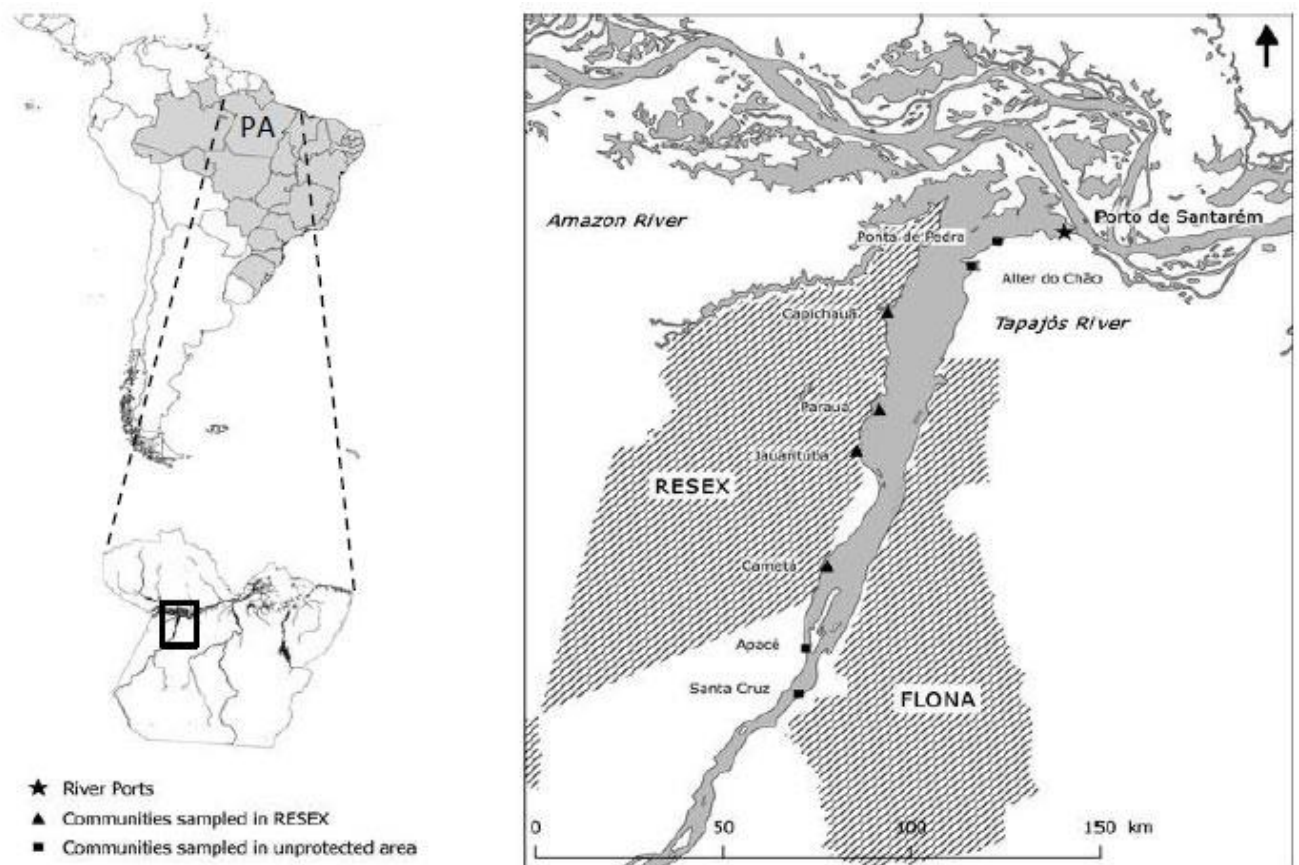 PA
River Ports
Communities sampled in RESEX
Communities sampled in unprotected area
Amazon River
Porto de Santarém
Ponta de Pedra
Alter do Chão
Tapajós River
Capichauã
Parauá
Jauarituba
RESEX
Cametá
Apacê
Santa Cruz
FLONA
0 50 100 150 km